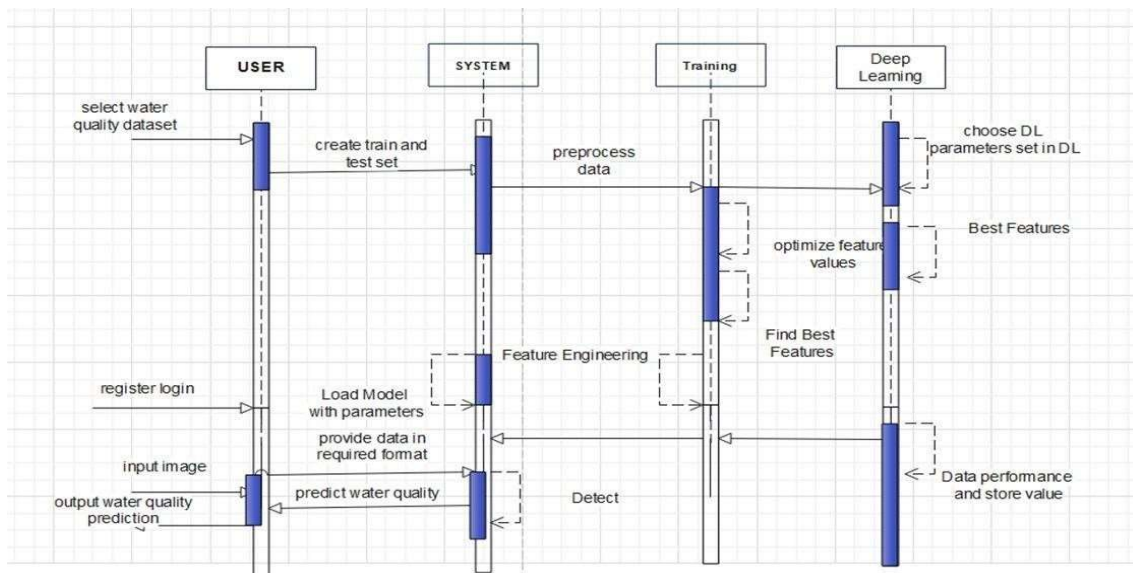 USER
SYSTEM
Training
Deep
Learning
select water
quality dataset
create train and
test set
preprocess
data
choose DL
parameters set in DL
optimize feature
values
Best Features
Find Best
Features
Feature Engineering
register login
Load Model
with parameters
provide data in
required format
input image
predict water quality
Detect
Data performance
and store value
output water quality
prediction